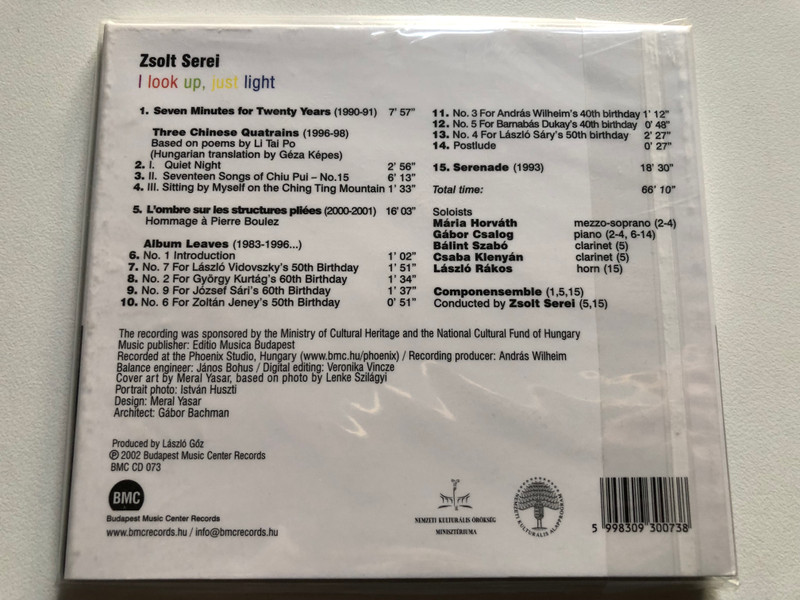 Zsolt Serei
I look up, just light
1. Seven Minutes for Twenty Years (1990-91) 7' 57"
Three Chinese Quatrains (1996-98)
Based on poems by Li Tai Po
(Hungarian translation by Géza Képes)
2. I. Quiet Night 2' 56"
3. II. Seventeen Songs of Chiu Pui – No.15 6' 13"
4. III. Sitting by Myself on the Ching Ting Mountain 1' 33"
5. L'ombre sur les structures pliées (2000-2001) 16' 03"
Hommage à Pierre Boulez
Album Leaves (1983-1996...)
6. No. 1 Introduction 1' 02"
7. No. 7 For László Vidovszky's 50th Birthday 1' 51"
8. No. 2 For György Kurtág's 60th Birthday 1' 34"
9. No. 9 For József Sári's 60th Birthday 1' 37"
10. No. 6 For Zoltán Jeney's 50th Birthday 0' 51"
11. No. 3 For András Wilheim's 40th birthday 1' 12"
12. No. 5 For Barnabás Dukay's 40th birthday 0' 48"
13. No. 4 For László Sáry's 50th birthday 2' 27"
14. Postlude 0' 27"
15. Serenade (1993) 18' 30"
Total time: 66' 10"
Soloists
Mária Horváth mezzo-soprano (2-4)
Gábor Csalog piano (2-4, 6-14)
Bálint Szabó clarinet (5)
Csaba Klenyán clarinet (5)
László Rákos horn (15)
Componensemble (1,5,15)
Conducted by Zsolt Serei (5,15)
The recording was sponsored by the Ministry of Cultural Heritage and the National Cultural Fund of Hungary
Music publisher: Editio Musica Budapest
Recorded at the Phoenix Studio, Hungary (www.bmc.hu/phoenix) / Recording producer: András Wilheim
Balance engineer: János Bohus / Digital editing: Veronika Vincze
Cover art by Meral Yasar, based on photo by Lenke Szilágyi
Portrait photo: István Huszti
Design: Meral Yasar
Architect: Gábor Bachman
Produced by László Gőz
℗ 2002 Budapest Music Center Records
BMC CD 073
BMC
Budapest Music Center Records
www.bmcrecords.hu / info@bmcrecords.hu
NEMZETI KULTURÁLIS ÖRÖKSÉG
MINISZTÉRIUMA
NEMZETI KULTURÁLIS ALAPPROGRAM
5 998309 300738